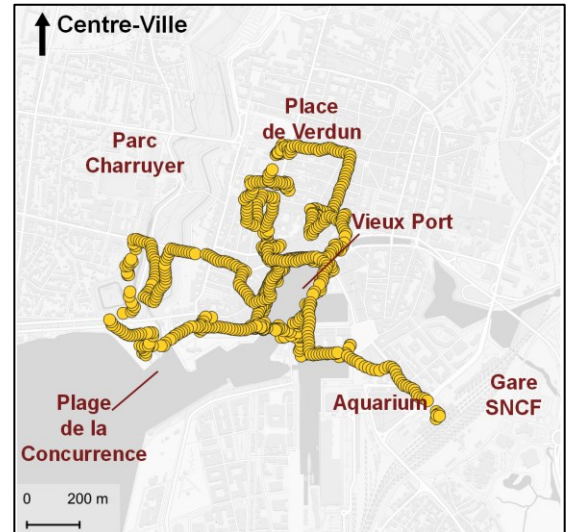 Centre-Ville
Place
de Verdun
Parc
Charruyer
Vieux Port
Aquarium
Gare
SNCF
Plage
de la
Concurrence
0 200 m